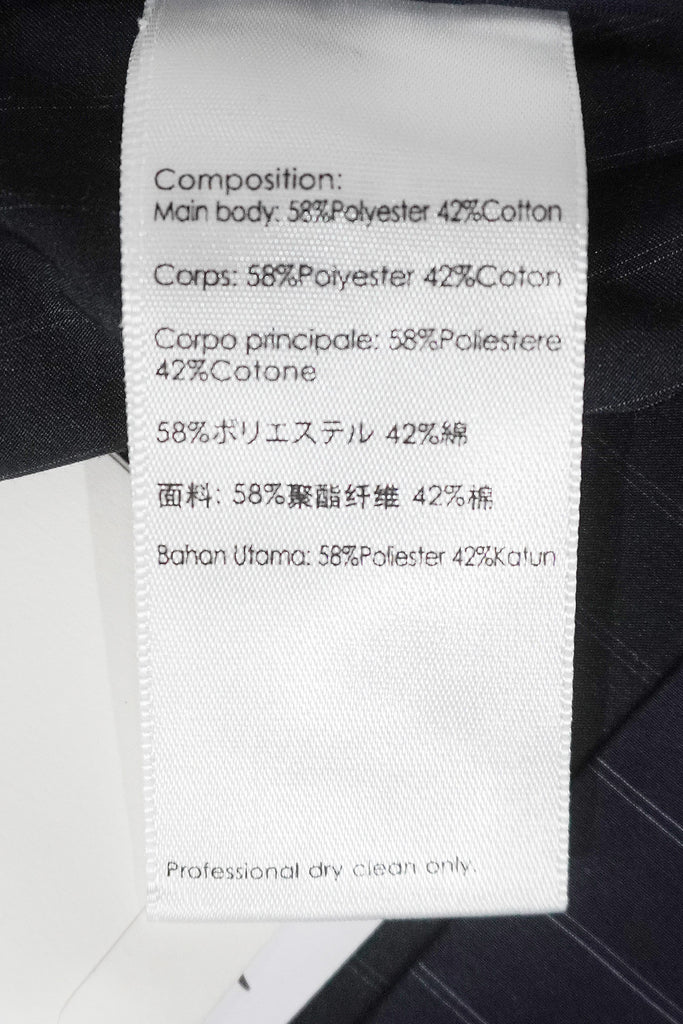 Composition:
Main body: 58%Polyester 42%Cotton
Corps: 58%Polyester 42%Coton
Corpo principale: 58%Poliestere
42%Cotone
58%ポリエステル 42%綿
面料: 58%聚酯纤维 42%棉
Bahan Utama: 58%Poliester 42%Katun
Professional dry clean only.